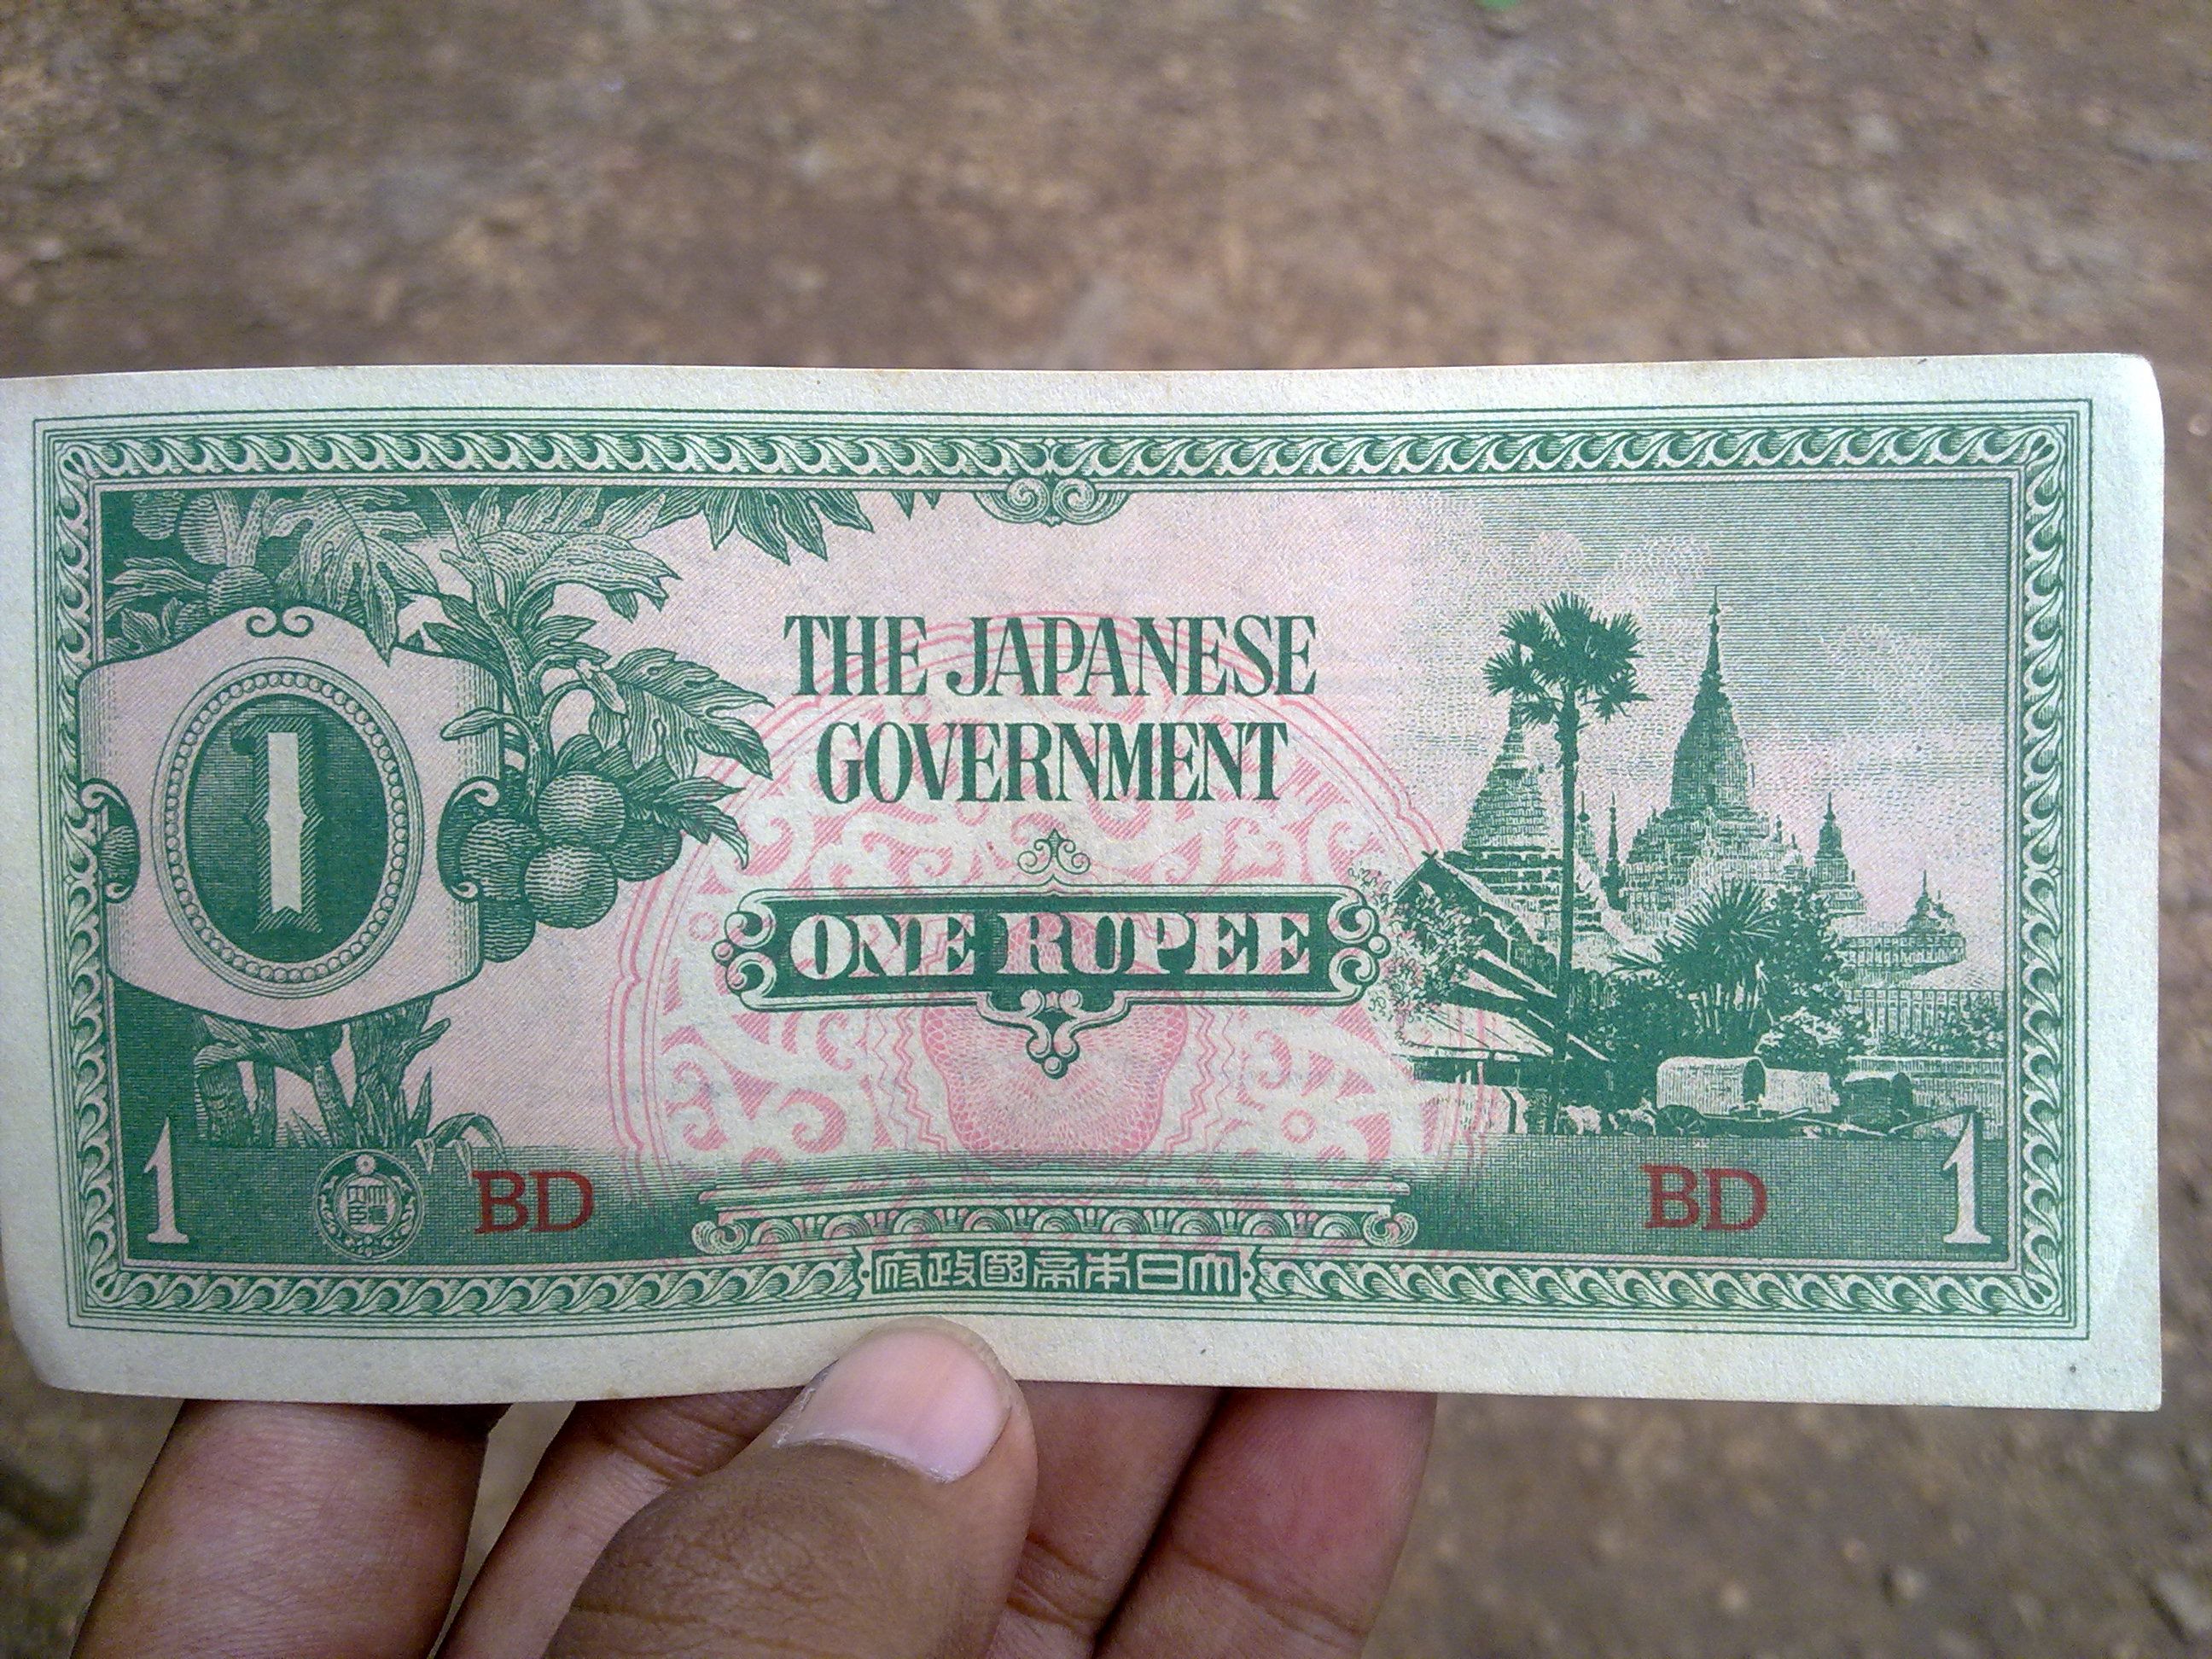 THE JAPANESE
GOVERNMENT
1
ONE RUPEE
1
BD
BD
1
府政國帝本日大